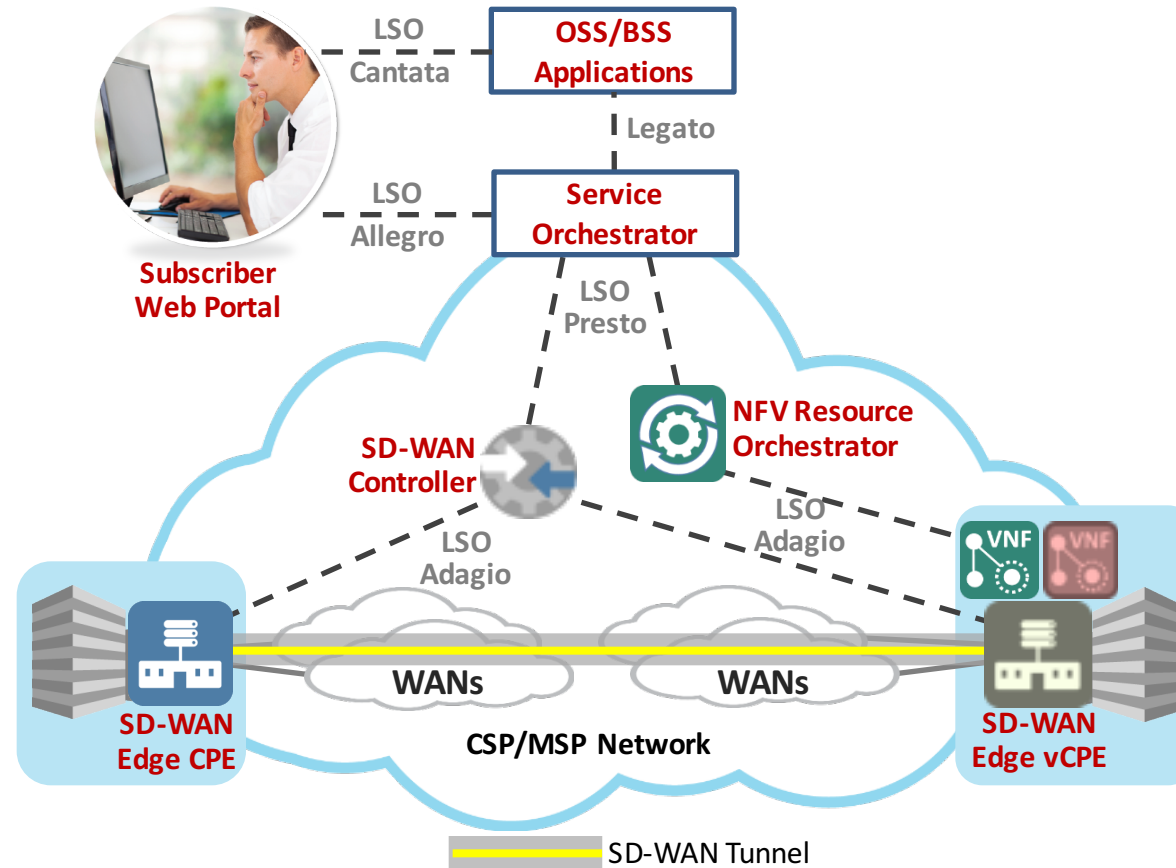 LSO
Cantata
OSS/BSS
Applications
Legato
LSO
Allegro
Service
Orchestrator
Subscriber
Web Portal
LSO
Presto
NFV Resource
Orchestrator
SD-WAN
Controller
LSO
Adagio
LSO
Adagio
VNF
VNF
WANs
WANs
SD-WAN
Edge CPE
CSP/MSP Network
SD-WAN
Edge vCPE
SD-WAN Tunnel